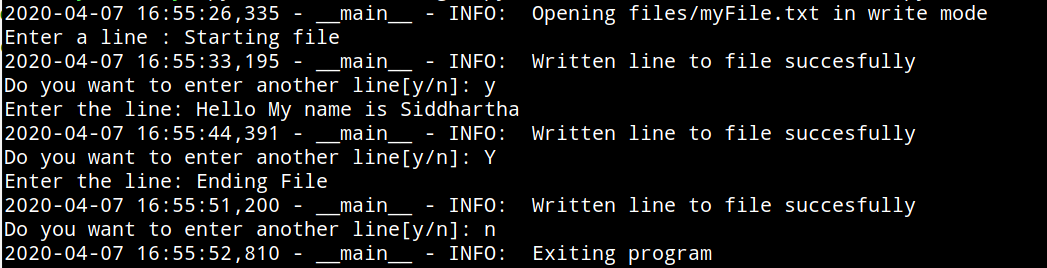 2020-04-07 16:55:26,335 - __main__ - INFO:  Opening files/myFile.txt in write mode
Enter a line : Starting file
2020-04-07 16:55:33,195 - __main__ - INFO:  Written line to file succesfully
Do you want to enter another line[y/n]: y
Enter the line: Hello My name is Siddhartha
2020-04-07 16:55:44,391 - __main__ - INFO:  Written line to file succesfully
Do you want to enter another line[y/n]: Y
Enter the line: Ending File
2020-04-07 16:55:51,200 - __main__ - INFO:  Written line to file succesfully
Do you want to enter another line[y/n]: n
2020-04-07 16:55:52,810 - __main__ - INFO:  Exiting program